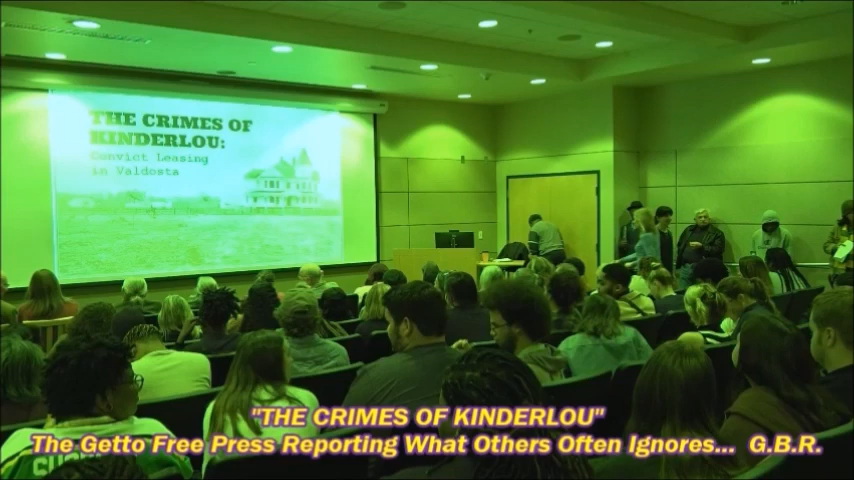 THE CRIMES OF
KINDERLOU:
Convict Leasing
in Valdosta
"THE CRIMES OF KINDERLOU"
The Getto Free Press Reporting What Others Often Ignores... G.B.R.